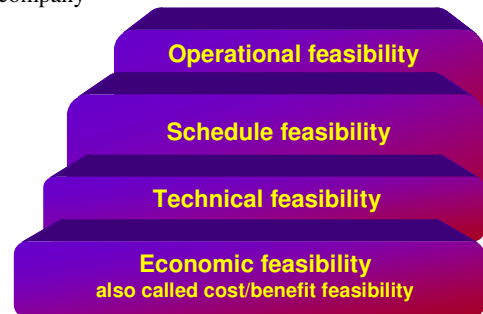 company
Operational feasibility
Schedule feasibility
Technical feasibility
Economic feasibility
also called cost/benefit feasibility